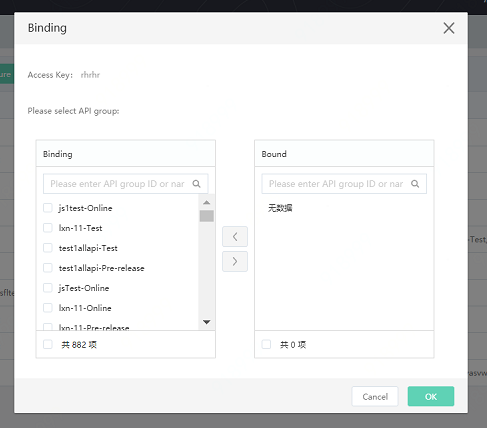 Binding
Access Key: rhrhr
Please select API group:
Binding
Please enter API group ID or nar
js1test-Online
lxn-11-Test
test1allapi-Test
test1allapi-Pre-release
jsTest-Online
lxn-11-Online
lxn-11-Pre-release
共 882 项
Bound
Please enter API group ID or nar
无数据
共 0 项
Cancel
OK
ure
-Test,
sflte
wasvw